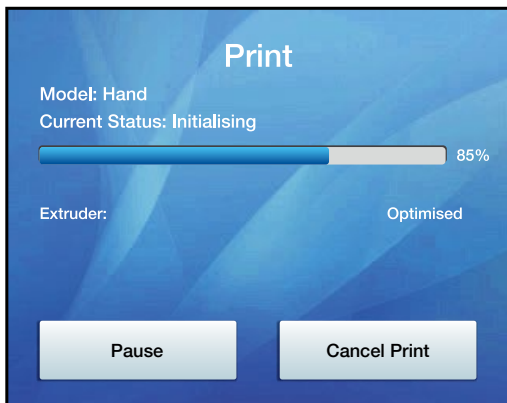 Print
Model: Hand
Current Status: Initialising
85%
Extruder: Optimised
Pause Cancel Print